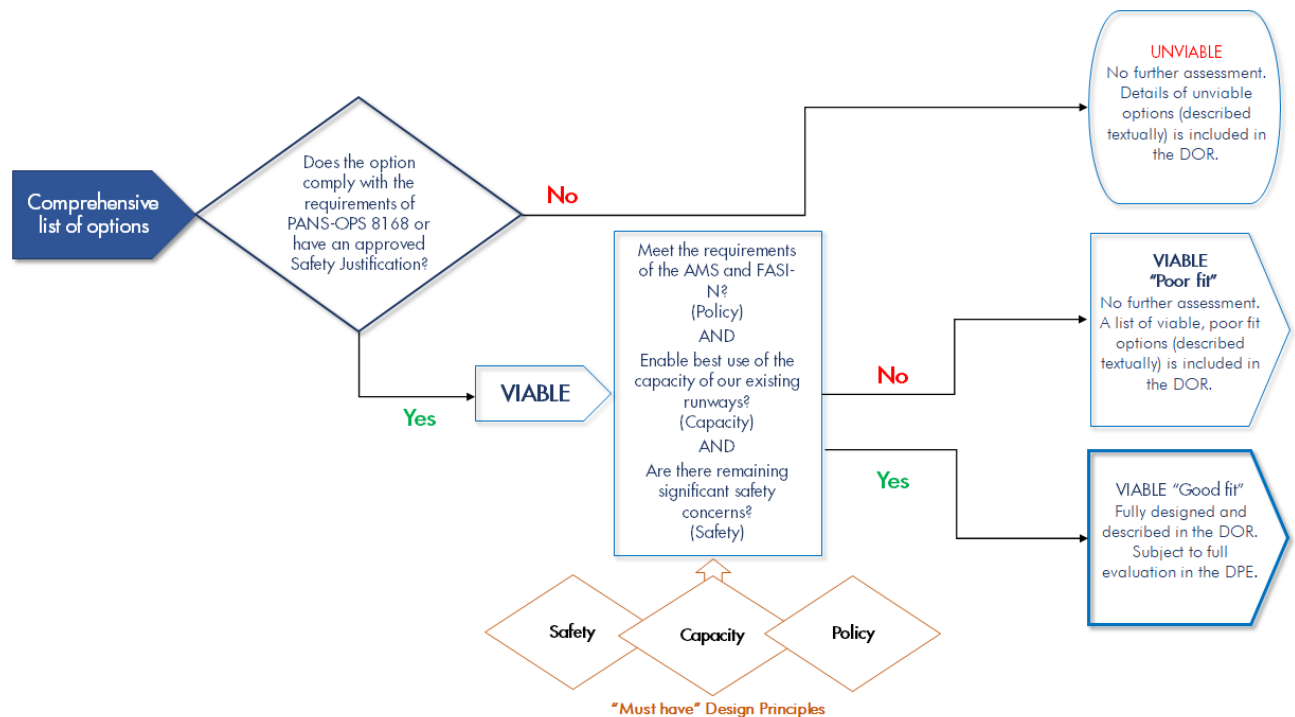 Comprehensive
list of options
Does the option
comply with the
requirements of
PANS-OPS 8168 or
have an approved
Safety Justification?
No
UNVIABLE
No further assessment.
Details of unviable
options (described
textually) is included in
the DOR.
Yes
VIABLE
Meet the requirements
of the AMS and FASI-
N?
(Policy)
AND
Enable best use of the
capacity of our existing
runways?
(Capacity)
AND
Are there remaining
significant safety
concerns?
(Safety)
No
VIABLE
"Poor fit"
No further assessment.
A list of viable, poor fit
options (described
textually) is included in
the DOR.
Yes
VIABLE "Good fit"
Fully designed and
described in the DOR.
Subject to full
evaluation in the DPE.
Safety
Capacity
Policy
"Must have" Design Principles